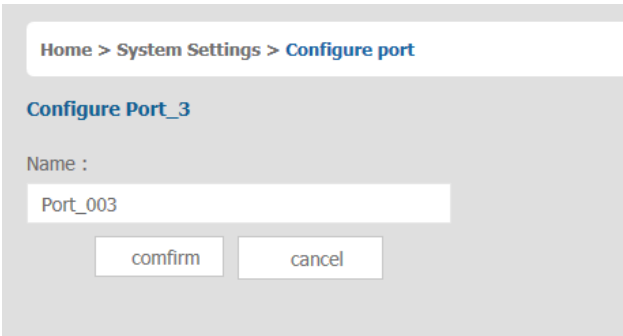 Home > System Settings > Configure port
Configure Port_3
Name :
Port_003
comfirm cancel